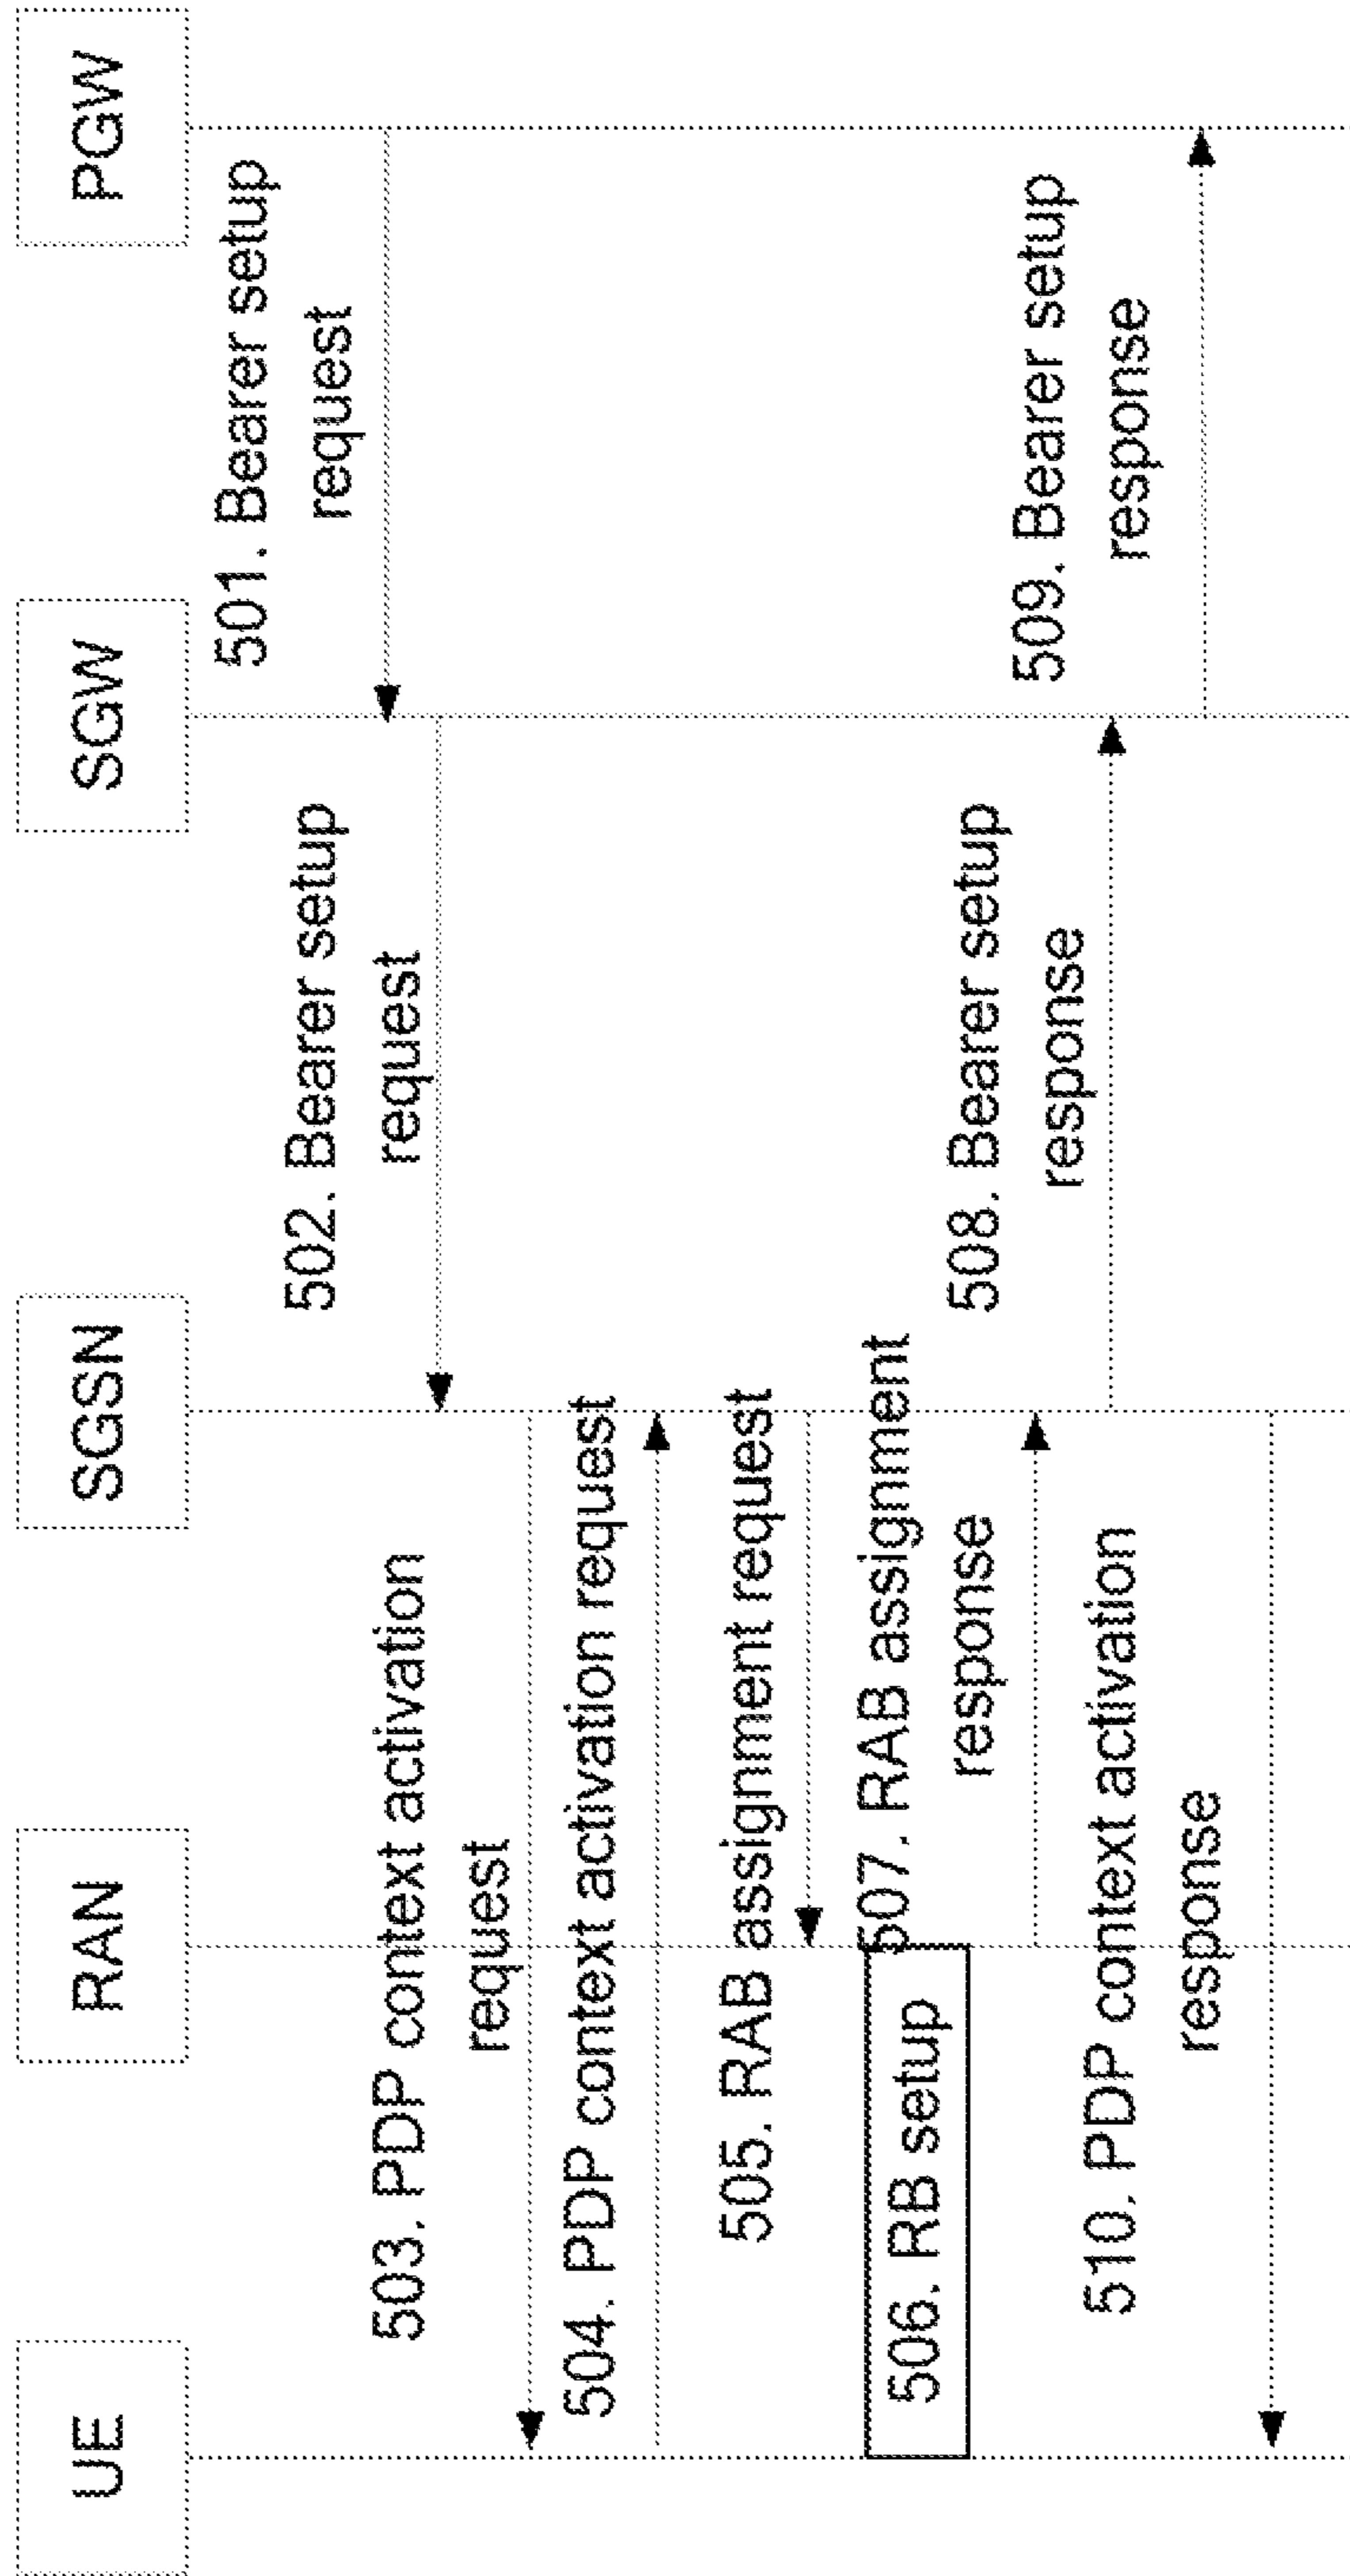 UE
RAN
SGSN
SGW
PGW
501. Bearer setup
request
502. Bearer setup
request
503. PDP context activation
request
504. PDP context activation request
505. RAB assignment request
506. RB setup
507. RAB assignment
response
508. Bearer setup
response
509. Bearer setup
response
510. PDP context activation
response